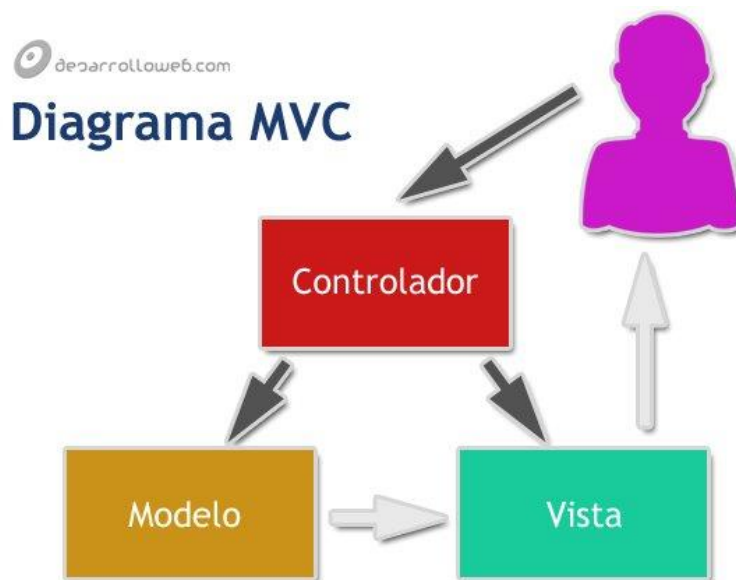 desarrolloweb.com
Diagrama MVC
Controlador
Modelo
Vista